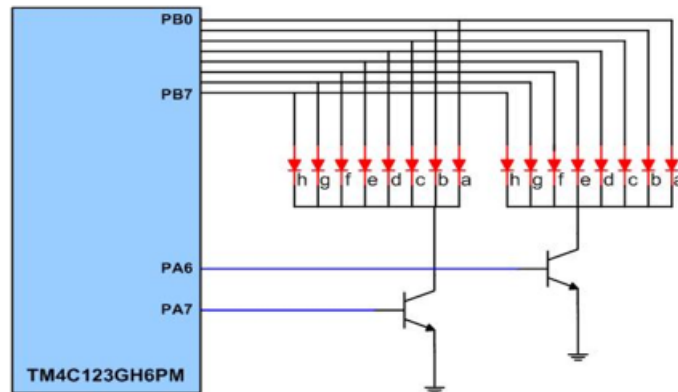 PB0
PB7
h g f e d c b a
h g f e d c b a
PA6
PA7
TM4C123GH6PM